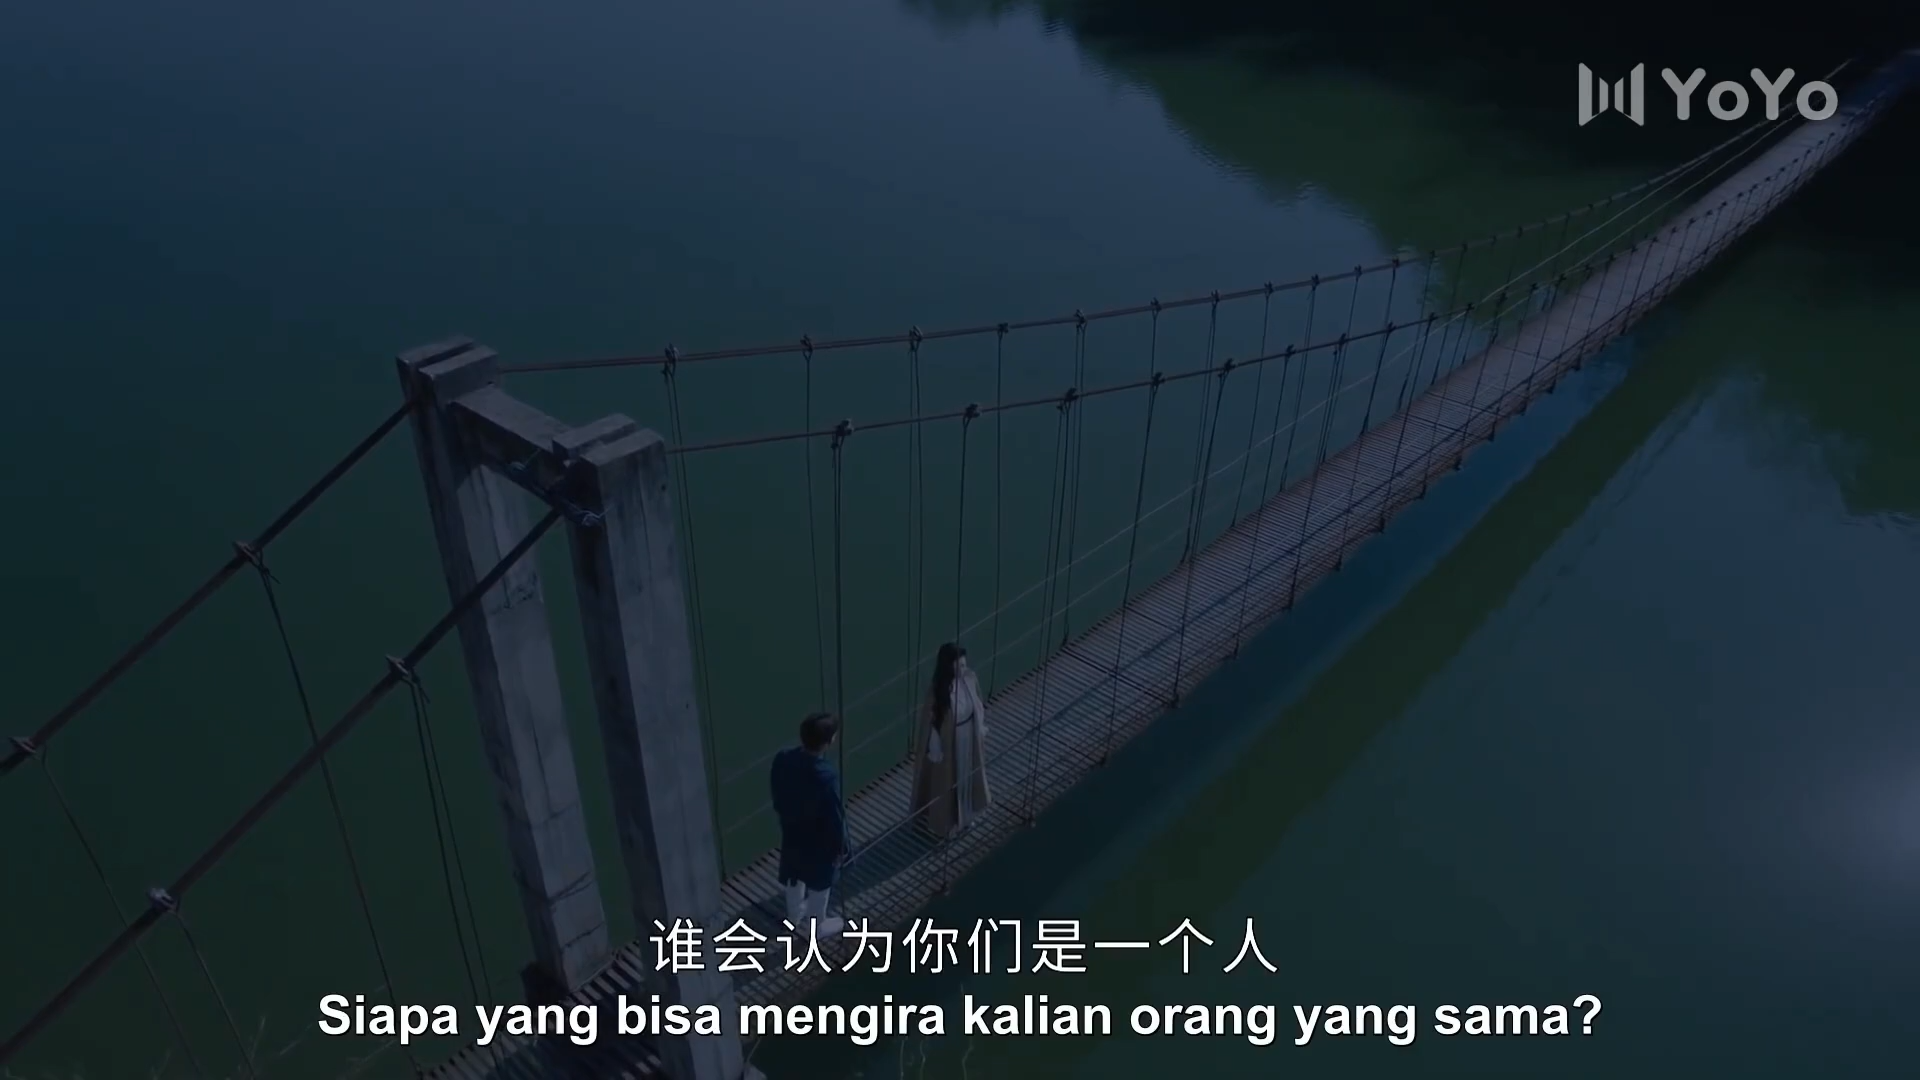 YoYo
谁会认为你们是一个人
Siapa yang bisa mengira kalian orang yang sama?